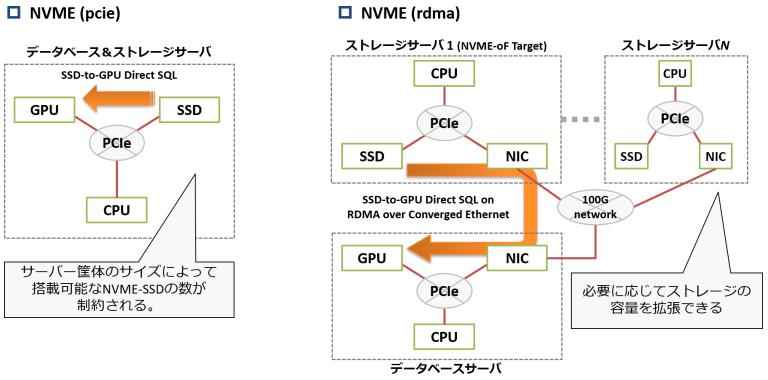 NVME (pcie)
データベース＆ストレージサーバ
SSD-to-GPU Direct SQL
GPU
SSD
PCIe
CPU
サーバー筐体のサイズによって
搭載可能なNVME-SSDの数が
制約される。
NVME (rdma)
ストレージサーバ1 (NVME-oF Target)
CPU
PCIe
SSD
NIC
ストレージサーバN
CPU
PCIe
SSD
NIC
SSD-to-GPU Direct SQL on
RDMA over Converged Ethernet
100G
network
GPU
NIC
PCIe
CPU
データベースサーバ
必要に応じてストレージの
容量を拡張できる